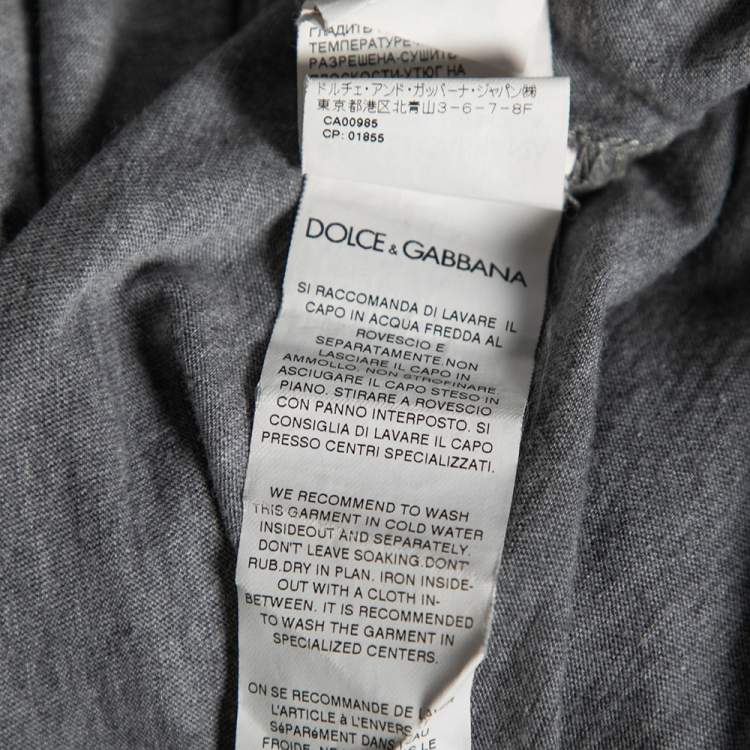 ГЛАДИТЬ
ТЕМПЕРАТУРЕ
РАЗРЕШЕНА-СУШИТЬ
ПЛОСКОСТИ-УТЮГ НА
ドルチェ・アンド・ガッバーナ・ジャパン㈱
東京都港区北青山3-6-7-8F
CA00985
CP: 01855
DOLCE & GABBANA
SI RACCOMANDA DI LAVARE IL
CAPO IN ACQUA FREDDA AL
ROVESCIO E
SEPARATAMENTE.NON
LASCIARE IL CAPO IN
AMMOLLO. NON STROFINARE.
ASCIUGARE IL CAPO STESO IN
PIANO. STIRARE A ROVESCIO
CON PANNO INTERPOSTO. SI
CONSIGLIA DI LAVARE IL CAPO
PRESSO CENTRI SPECIALIZZATI.
WE RECOMMEND TO WASH
THIS GARMENT IN COLD WATER
INSIDEOUT AND SEPARATELY.
DON'T LEAVE SOAKING.DONT
RUB.DRY IN PLAN. IRON INSIDE-
OUT WITH A CLOTH IN-
BETWEEN. IT IS RECOMMENDED
TO WASH THE GARMENT IN
SPECIALIZED CENTERS.
ON SE RECOMMANDE DE
L'ARTICLE à L'ENVERS
SéPARéMENT DANS
FROIDE. LE